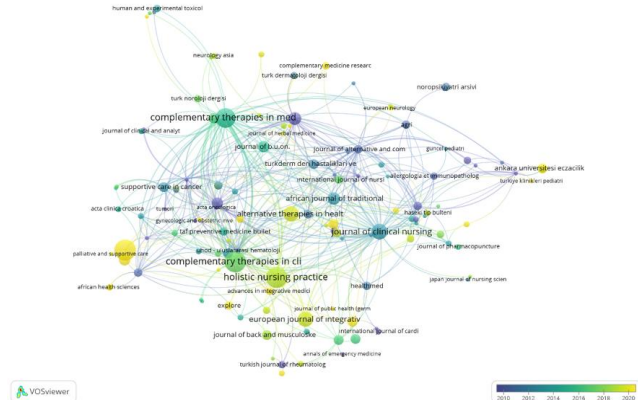 human and experimental toxicol
neurology asia
complementary medicine researc
turk dermatoloji dergisi
noropsikiyatri arsivi
turk noroloji dergisi
european neurology
complementary therapies in med
agri
journal of clinical and analyt
journal of herbal medicine
journal of b.u.on.
journal of alternative and com
guncel pediatri
turkderm deri hastaliklari ve
ankara universitesi eczacilik
allergologia et immunopatholog
international journal of nursi
turkiye klinikleri pediatri
supportive care in cancer
african journal of traditional
acta clinica croatica
tumori
alternative therapies in healt
haseki tip bulteni
taf preventive medicine bullet
journal of clinical nursing
journal of pharmacopuncture
palliative and supportive care
complementary therapies in cli
holistic nursing practice
japan journal of nursing scien
african health sciences
healthmed
advances in integrative medici
explore
journal of public health (germ
european journal of integrativ
journal of back and musculoske
international journal of cardi
annals of emergency medicine
turkish journal of rheumatolog
VOSviewer
2010 2012 2014 2016 2018 2020